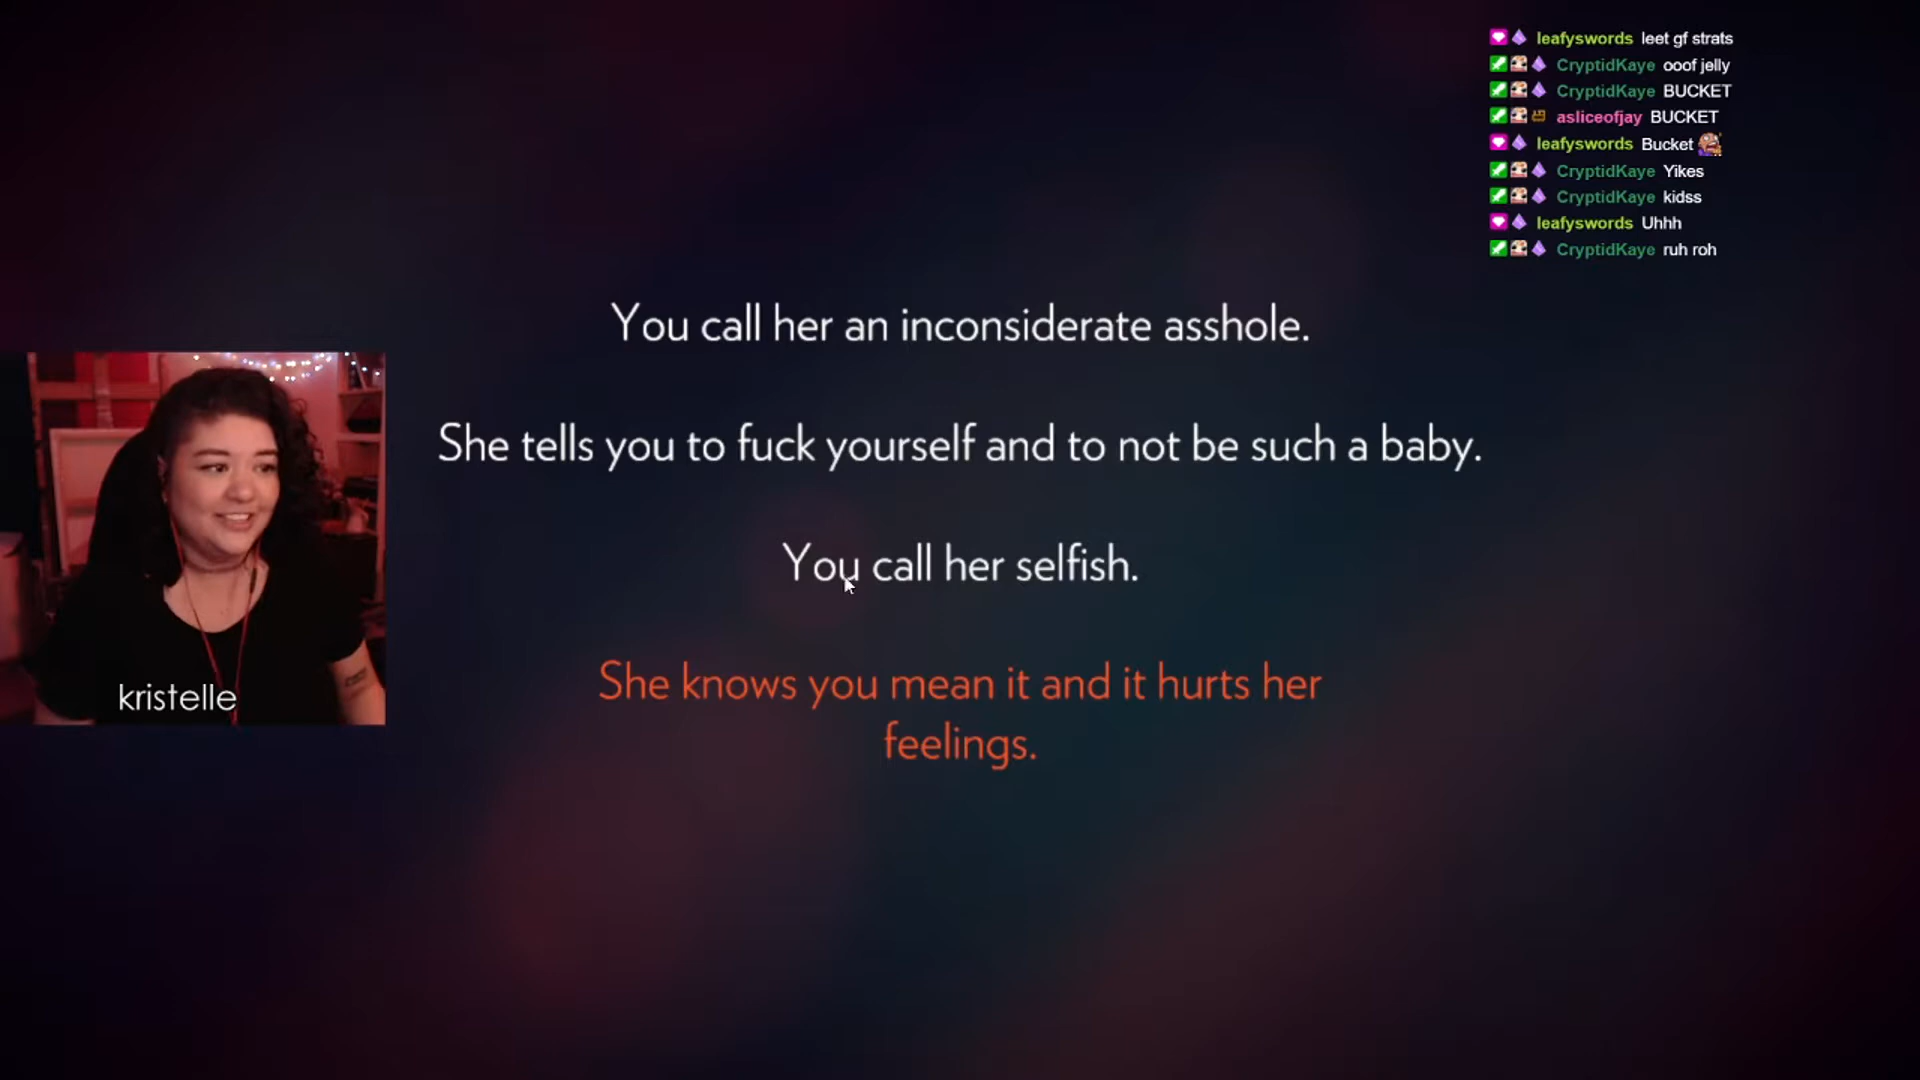 leafyswords leet gf strats
CryptidKaye ooof jelly
CryptidKaye BUCKET
asliceofjay BUCKET
leafyswords Bucket
CryptidKaye Yikes
CryptidKaye kidss
leafyswords Uhhh
CryptidKaye ruh roh
You call her an inconsiderate asshole.
She tells you to fuck yourself and to not be such a baby.
You call her selfish.
She knows you mean it and it hurts her
feelings.
kristelle